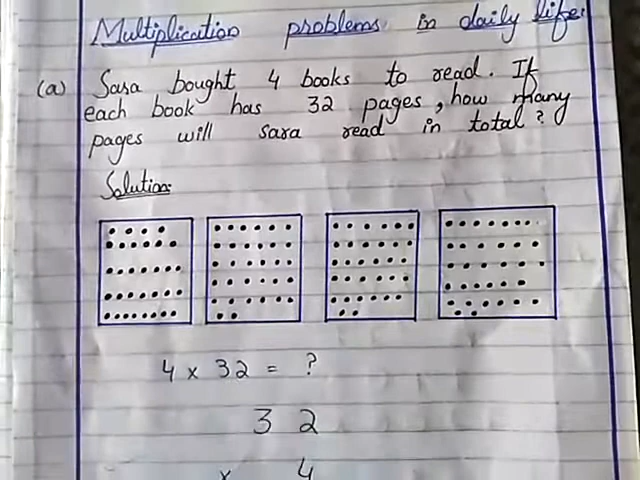 Multiplication problems in daily life:
(a) Sara bought 4 books to read. If
each book has 32 pages, how many
pages will sara read in total?
Solution:
4 x 32 = ?
3 2
x 4